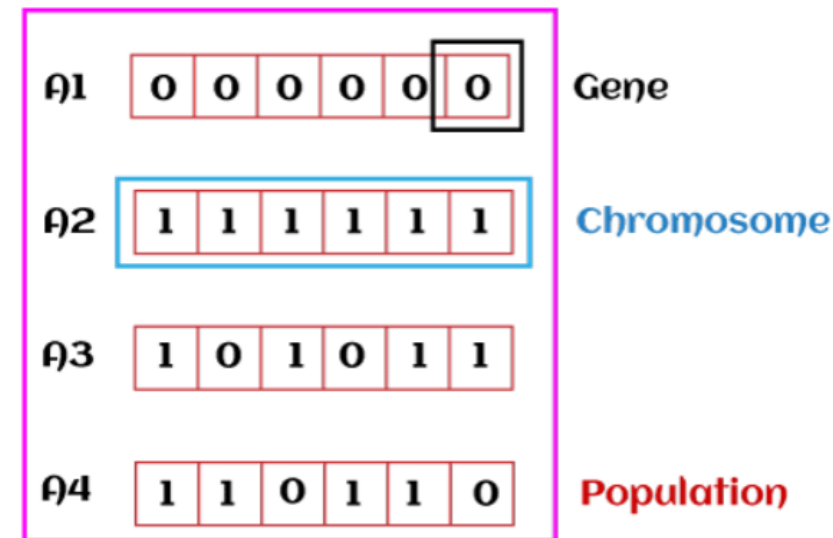 A1 0 0 0 0 0 0 Gene
A2 1 1 1 1 1 1 Chromosome
A3 1 0 1 0 1 1
A4 1 1 0 1 1 0 Population